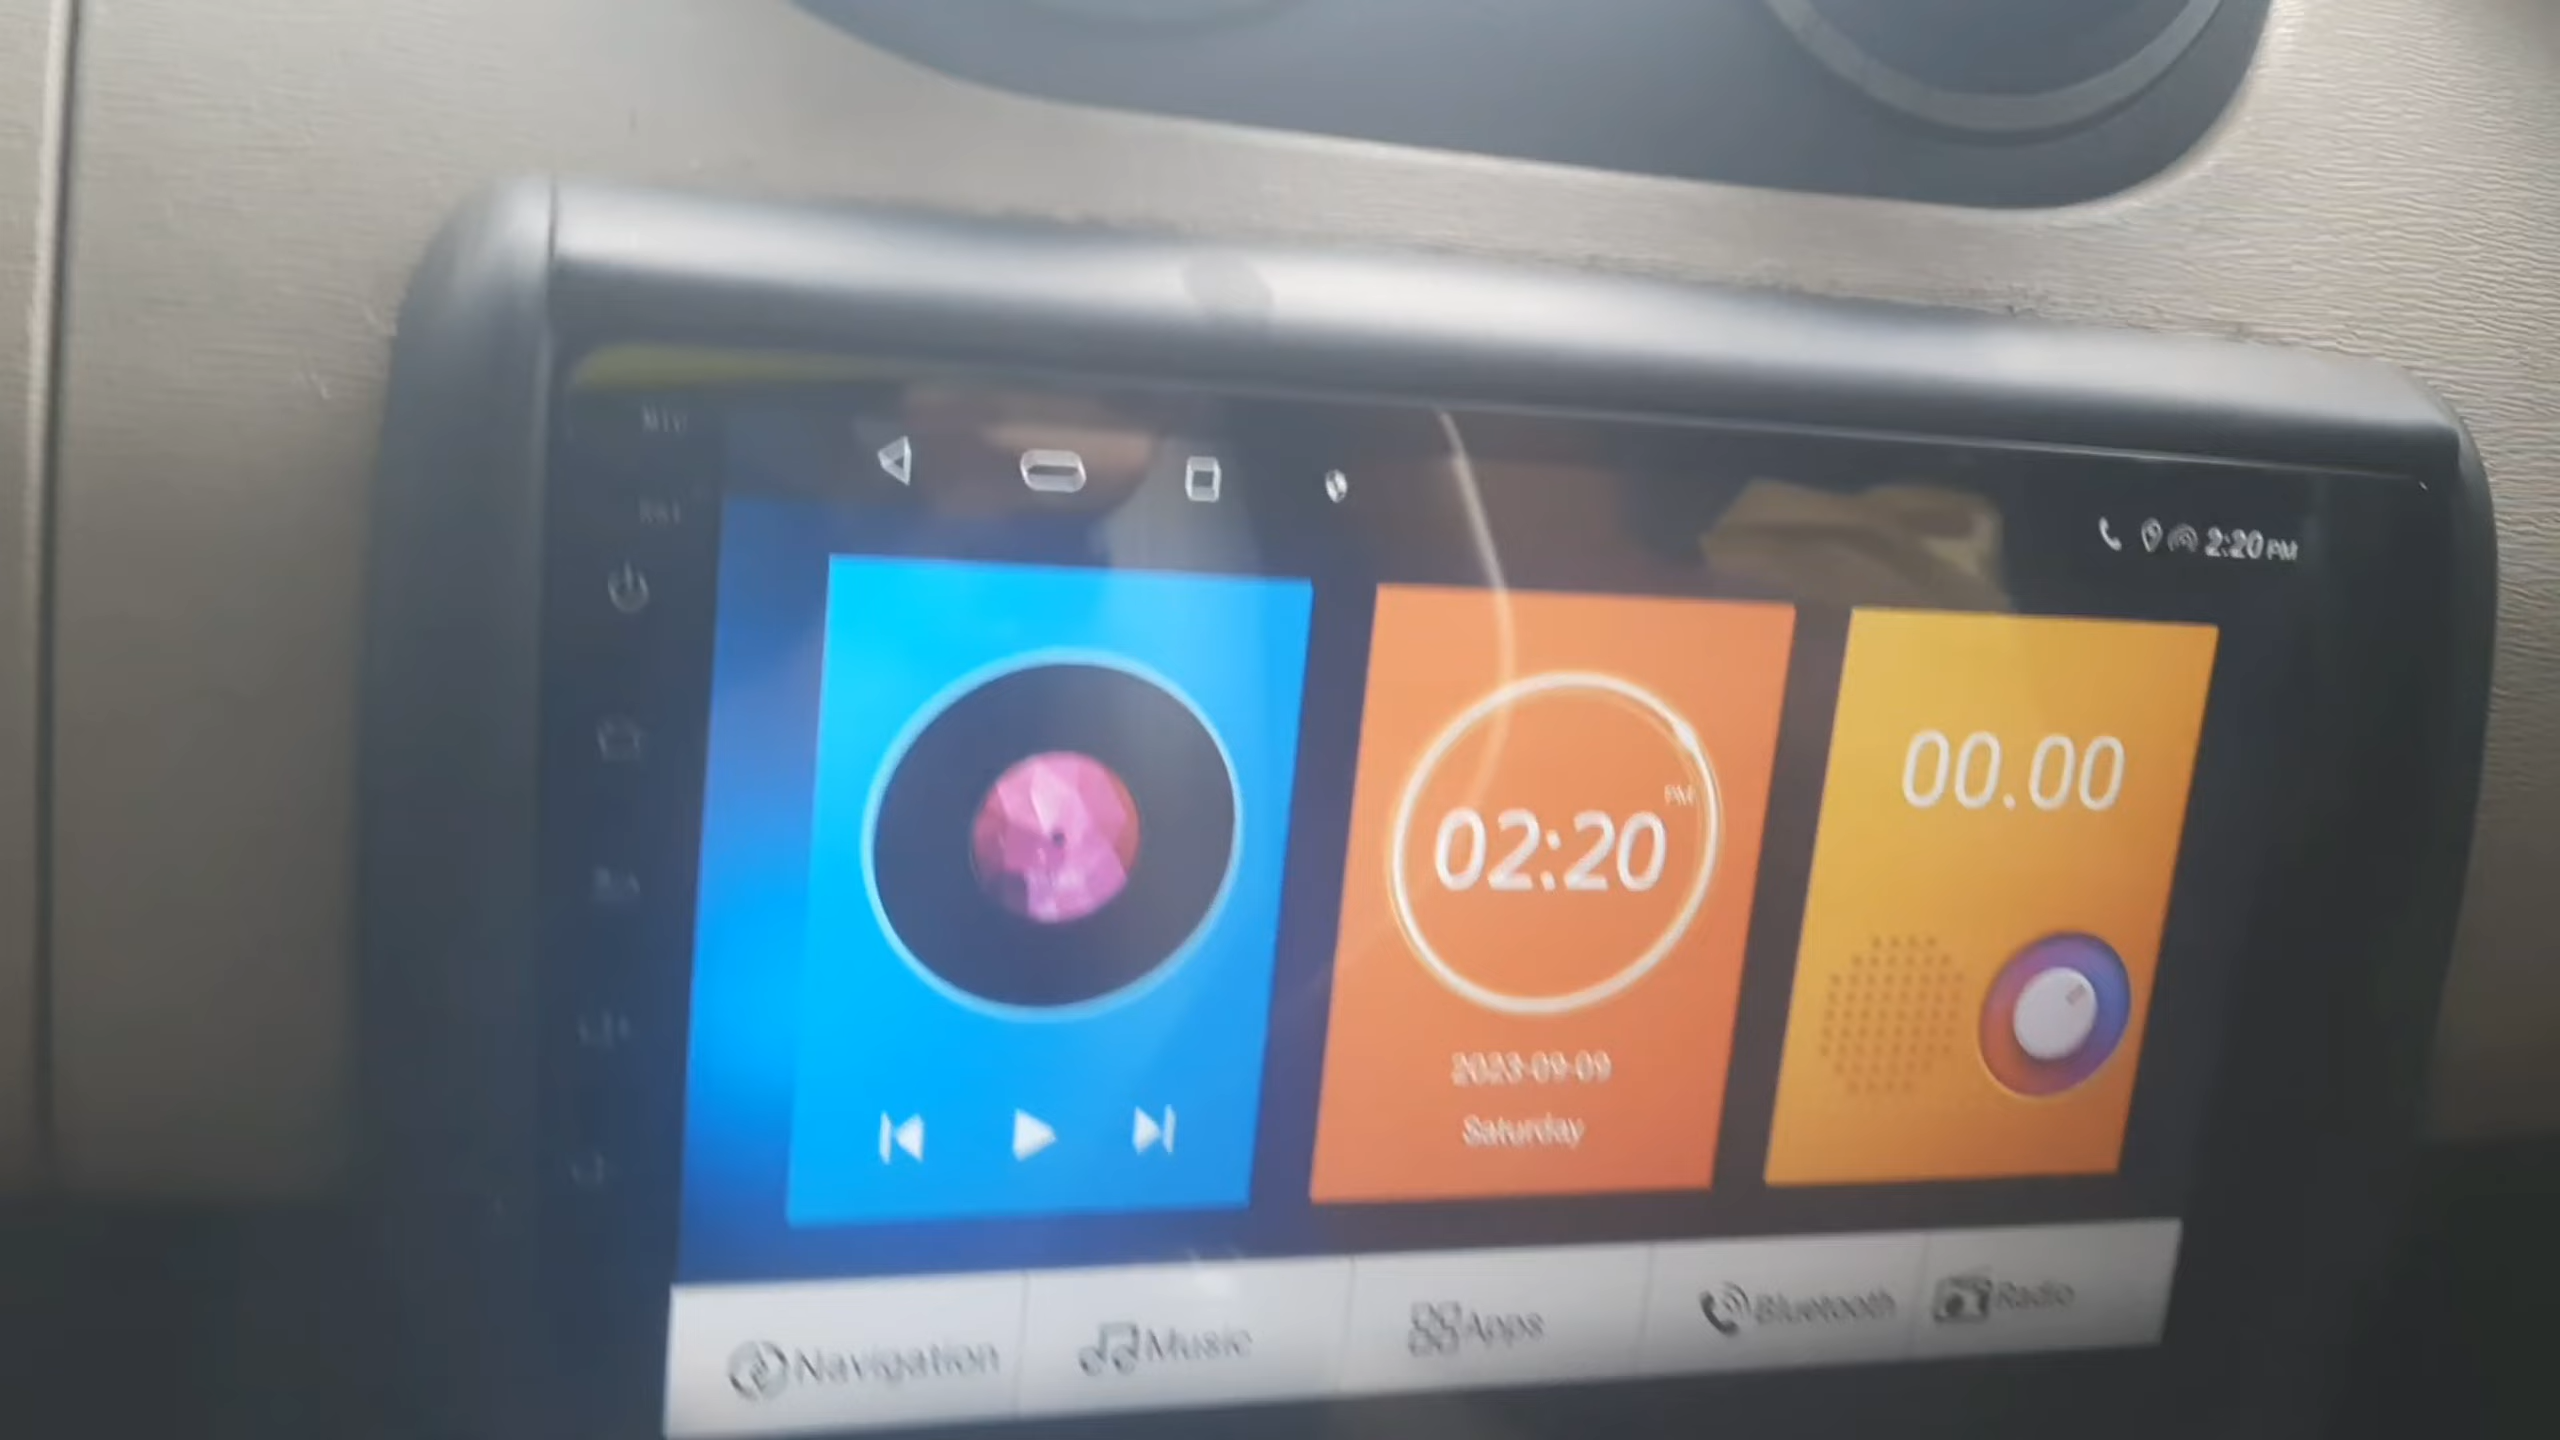 2:20 PM
02:20 PM
00.00
2023-09-09
Saturday
Navigation Music Apps Bluetooth Radio